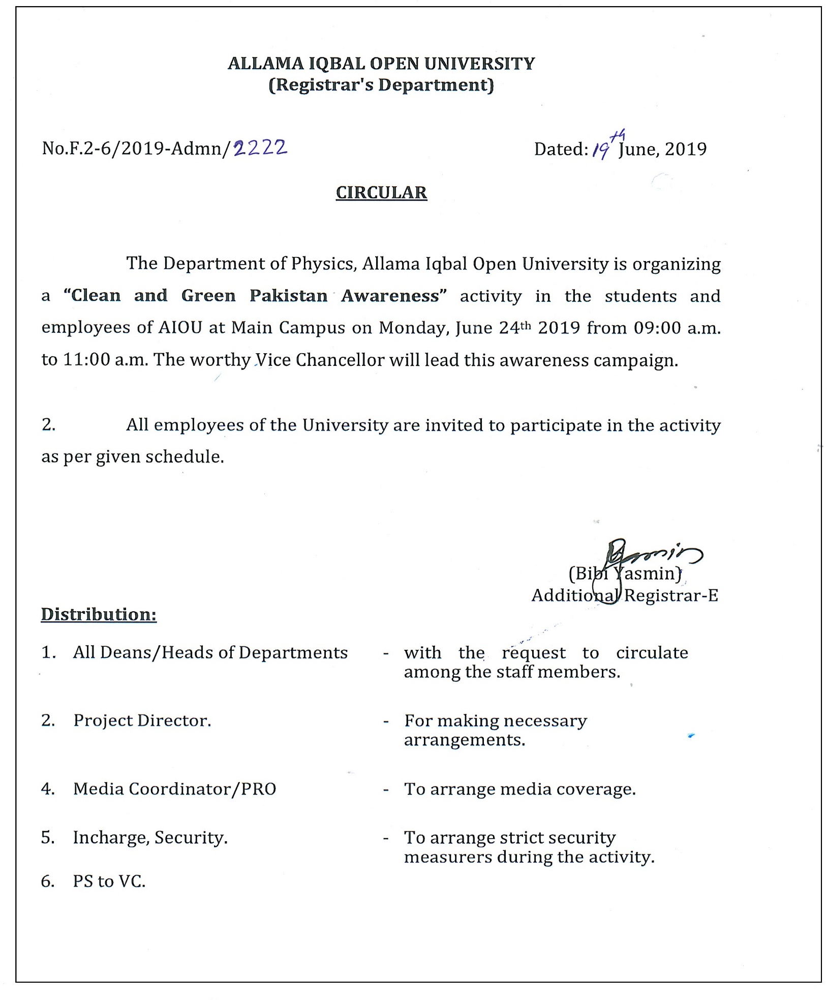 ALLAMA IQBAL OPEN UNIVERSITY
(Registrar's Department)
No.F.2-6/2019-Admn/2222 Dated: 19th June, 2019
CIRCULAR
The Department of Physics, Allama Iqbal Open University is organizing
a “Clean and Green Pakistan Awareness” activity in the students and
employees of AIOU at Main Campus on Monday, June 24th 2019 from 09:00 a.m.
to 11:00 a.m. The worthy Vice Chancellor will lead this awareness campaign.
2. All employees of the University are invited to participate in the activity
as per given schedule.
(Bibi Yasmin)
Additional Registrar-E
Distribution:
1. All Deans/Heads of Departments - with the request to circulate
among the staff members.
2. Project Director. - For making necessary
arrangements.
4. Media Coordinator/PRO - To arrange media coverage.
5. Incharge, Security. - To arrange strict security
measurers during the activity.
6. PS to VC.